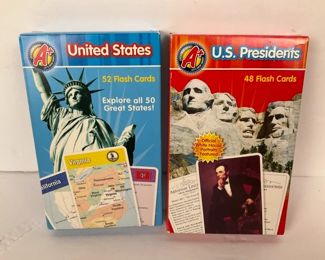 A+
United States
52 Flash Cards
Explore all 50
Great States!
Virginia
California
A+
U.S. Presidents
48 Flash Cards
Official
White House
Portraits
Featured!